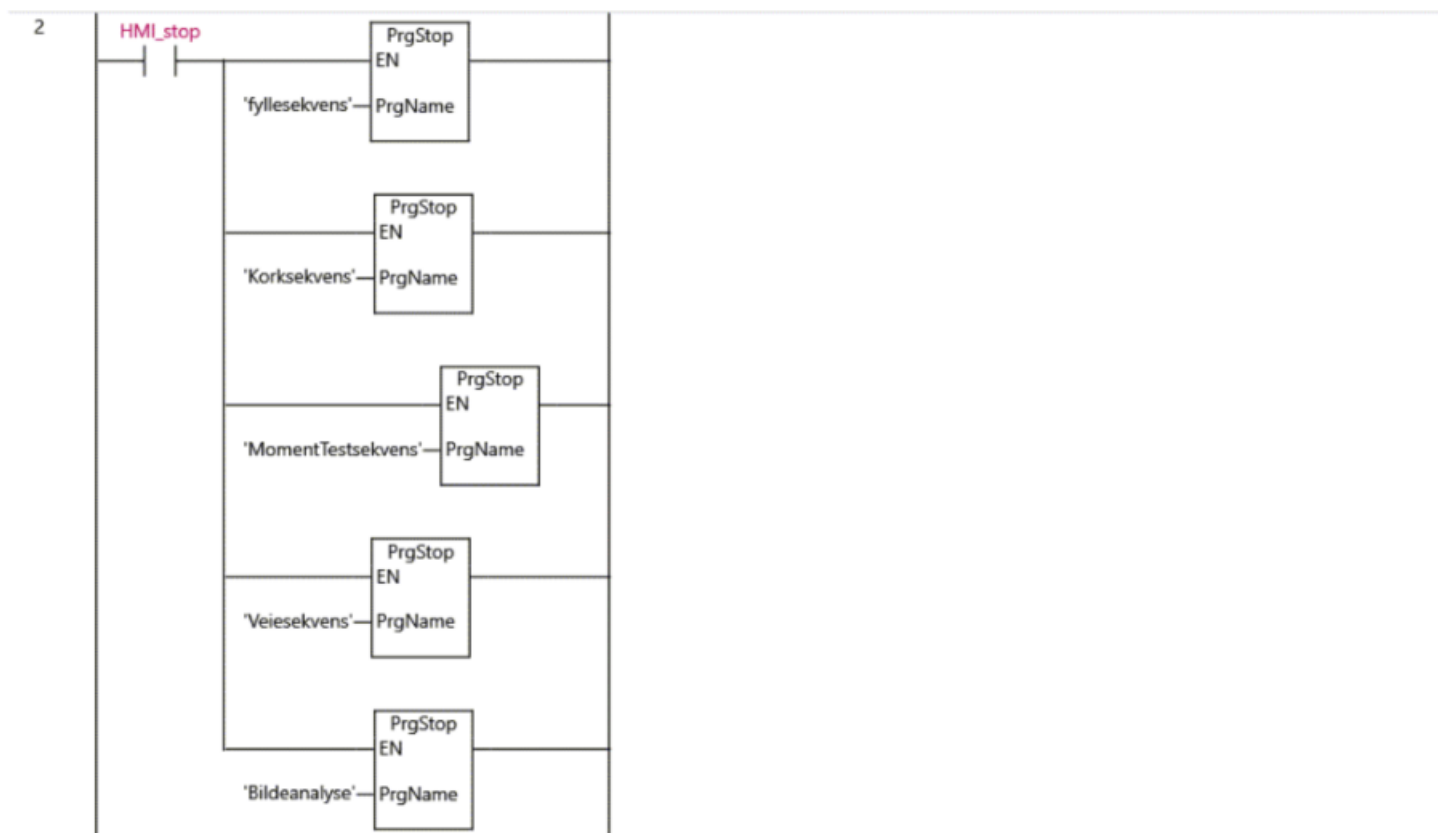 2
HMI_stop
PrgStop
EN
'fyllesekvens' PrgName
PrgStop
EN
'Korksekvens' PrgName
PrgStop
EN
'MomentTestsekvens' PrgName
PrgStop
EN
'Veiesekvens' PrgName
PrgStop
EN
'Bildeanalyse' PrgName